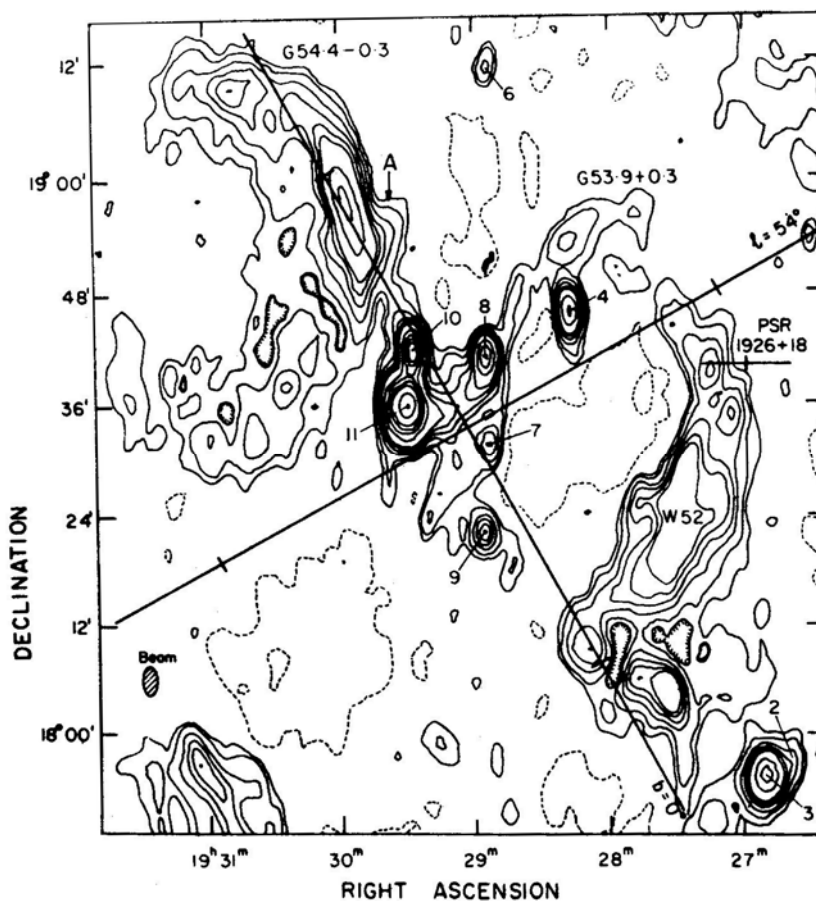 12'
G54·4-0·3
6
A
19° 00'
G53·9+0·3
l = 54°
48'
10
8
4
PSR
1926+18
36'
11
7
24'
W52
9
12'
Beam
18° 00'
2
b=0
3
DECLINATION
19ʰ 31ᵐ
30ᵐ
29ᵐ
28ᵐ
27ᵐ
RIGHT ASCENSION